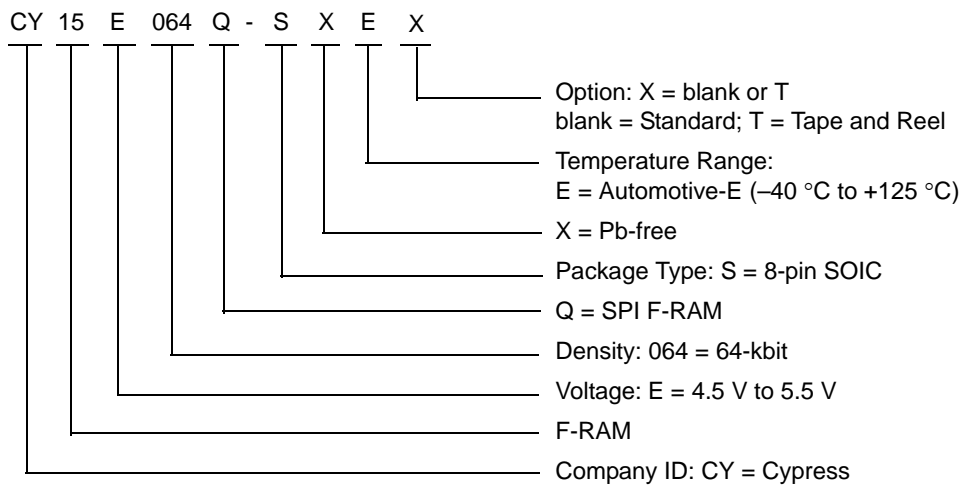 CY 15 E 064 Q - S X E X
Option: X = blank or T
blank = Standard; T = Tape and Reel
Temperature Range:
E = Automotive-E (–40 °C to +125 °C)
X = Pb-free
Package Type: S = 8-pin SOIC
Q = SPI F-RAM
Density: 064 = 64-kbit
Voltage: E = 4.5 V to 5.5 V
F-RAM
Company ID: CY = Cypress